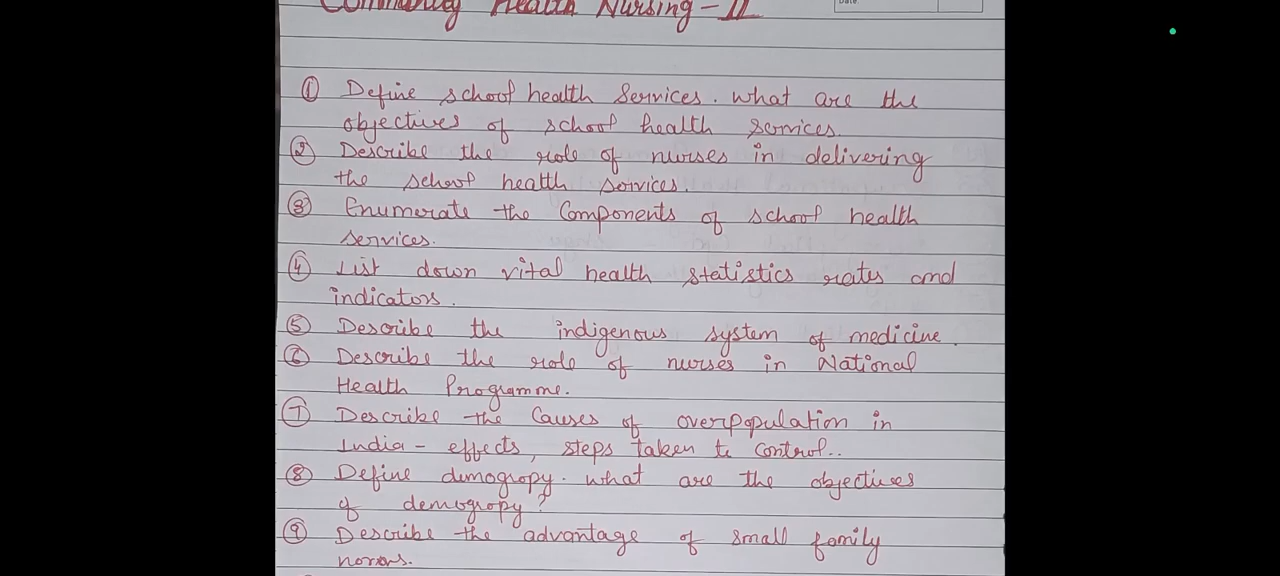 Community Health Nursing - II
Date
① Define school health services. what are the
objectives of school health services.
② Describe the role of nurses in delivering
the school health services.
③ Enumerate the Components of school health
services.
④ List down vital health statistics rates and
indicators.
⑤ Describe the indigenous system of medicine.
⑥ Describe the role of nurses in National
Health Programme.
⑦ Describe the Causes of overpopulation in
India - effects, steps taken to control..
⑧ Define demogropy. what are the objectives
of demogropy?
⑨ Describe the advantage of small family
norms.